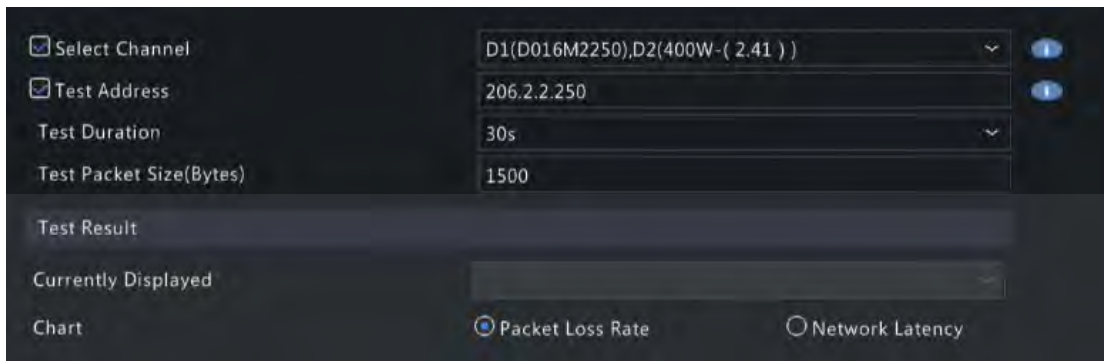 Select Channel D1(D016M2250),D2(400W-( 2.41 ) )
Test Address 206.2.2.250
Test Duration 30s
Test Packet Size(Bytes) 1500
Test Result
Currently Displayed
Chart Packet Loss Rate Network Latency